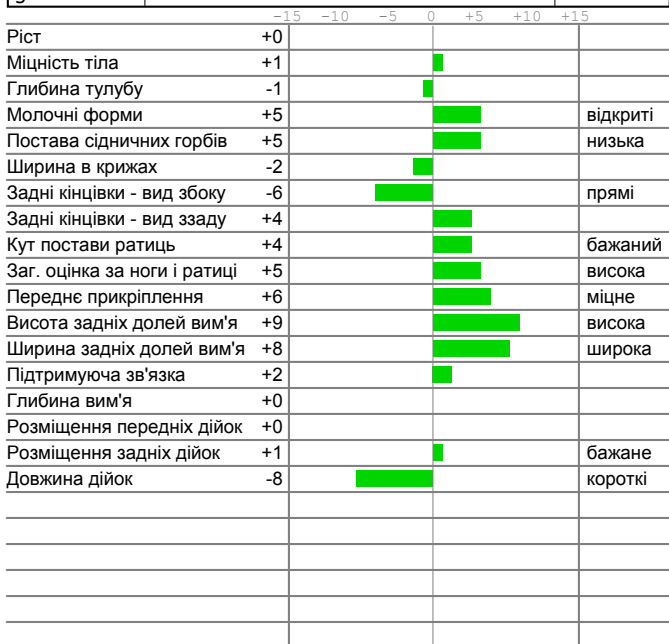 -15 -10 -5 0 +5 +10 +15
Ріст +0
Міцність тіла +1
Глибина тулубу -1
Молочні форми +5 відкриті
Постава сідничних горбів +5 низька
Ширина в крижах -2
Задні кінцівки - вид збоку -6 прямі
Задні кінцівки - вид ззаду +4
Кут постави ратиць +4 бажаний
Заг. оцінка за ноги і ратиці +5 висока
Переднє прикріплення +6 міцне
Висота задніх долей вим'я +9 висока
Ширина задніх долей вим'я +8 широка
Підтримуюча зв'язка +2
Глибина вим'я +0
Розміщення передніх дійок +0
Розміщення задніх дійок +1 бажане
Довжина дійок -8 короткі